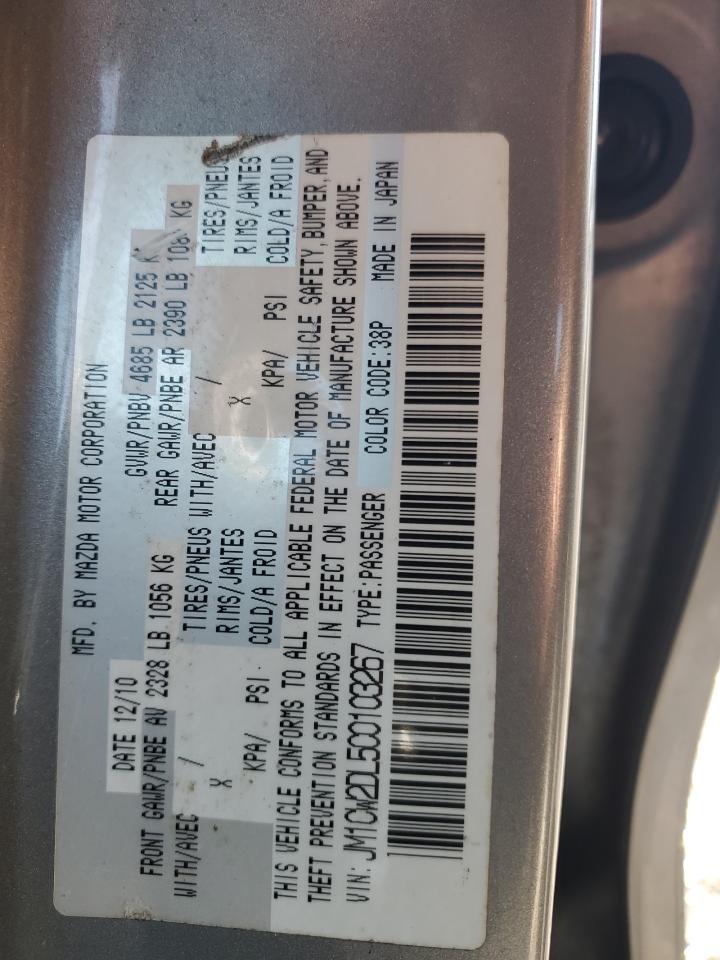 MFD. BY MAZDA MOTOR CORPORATION
DATE 12/10 GVWR/PNBV 4685 LB 2125
FRONT GAWR/PNBE AV 2328 LB 1056 KG REAR GAWR/PNBE AR 2390 LB KG
WITH/AVEC / TIRES/PNEUS WITH/AVEC / TIRES/PNEUS
X RIMS/JANTES X RIMS/JANTES
KPA/ PSI. COLD/A FROID KPA/ PSI COLD/A FROID
THIS VEHICLE CONFORMS TO ALL APPLICABLE FEDERAL MOTOR VEHICLE SAFETY, BUMPER, AND
THEFT PREVENTION STANDARDS IN EFFECT ON THE DATE OF MANUFACTURE SHOWN ABOVE.
VIN: JM1CW2DL5C0103267 TYPE:PASSENGER COLOR CODE:38P MADE IN JAPAN